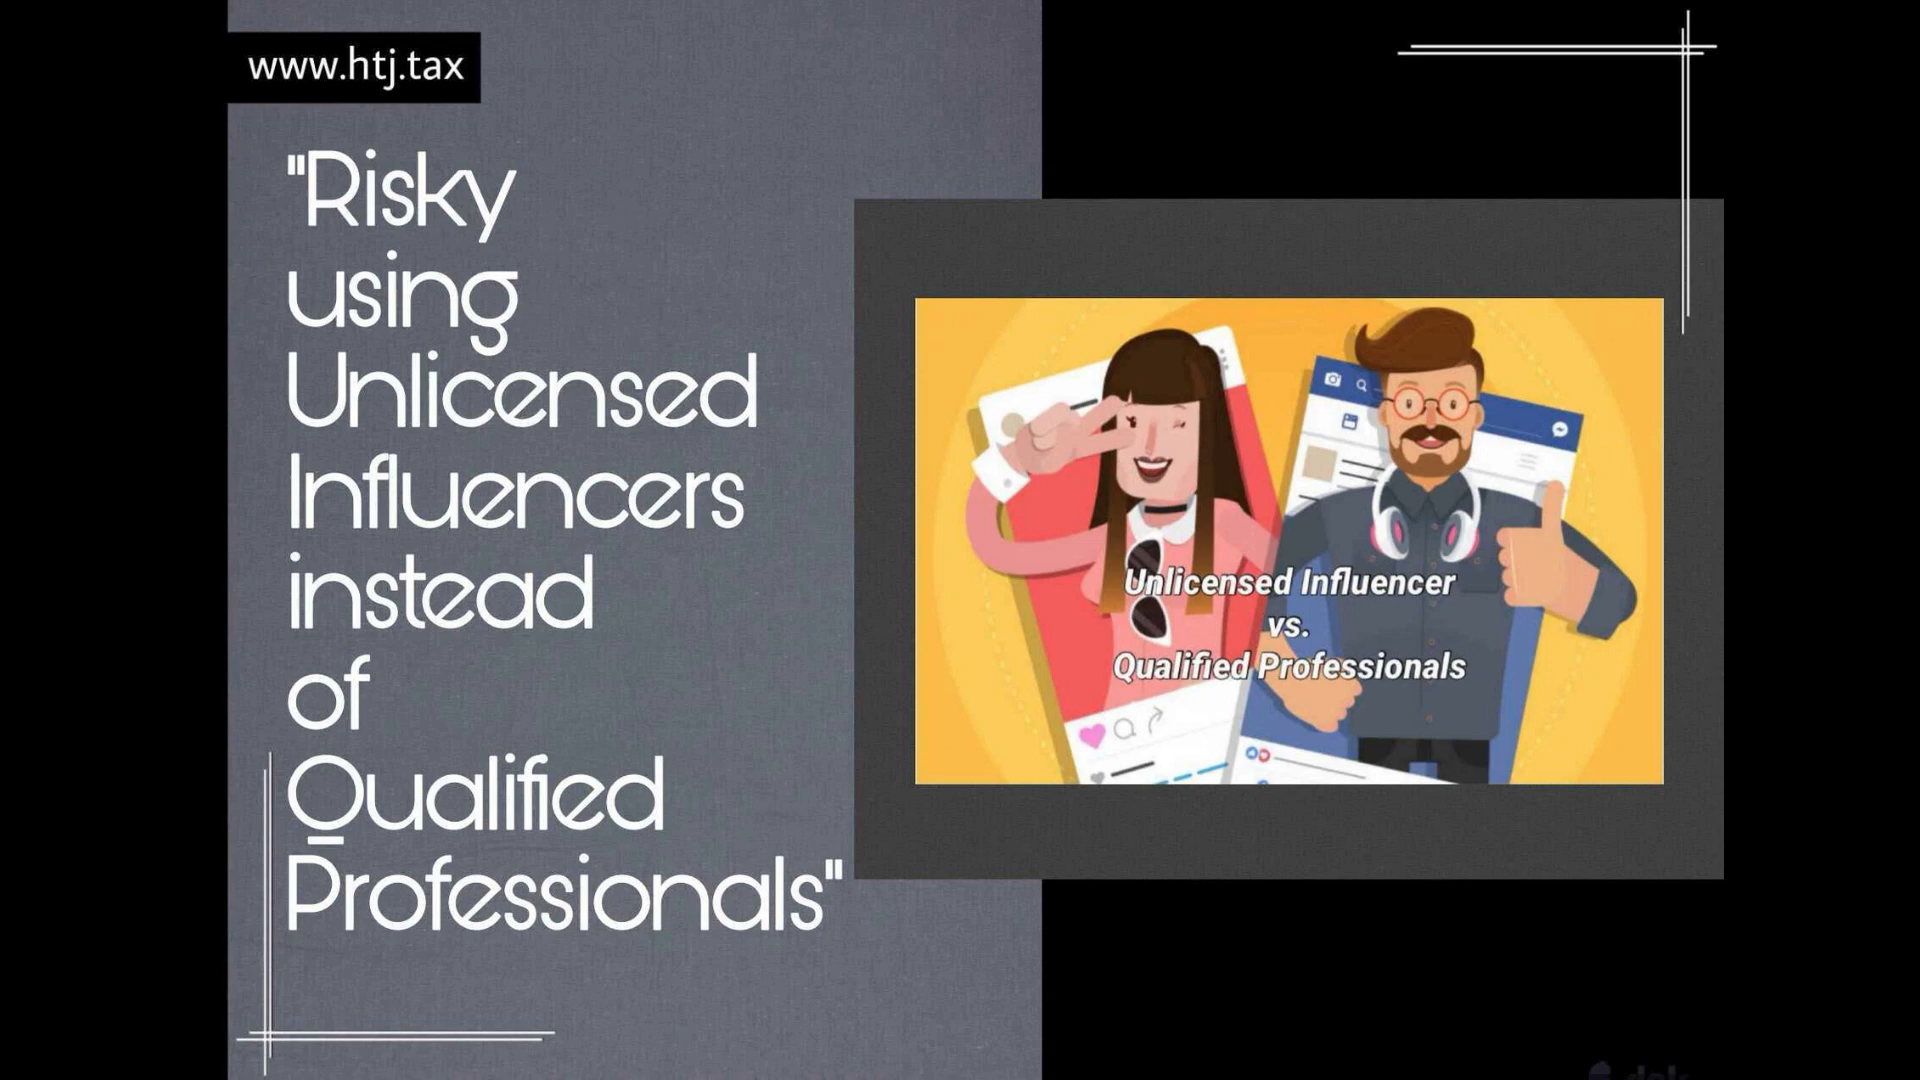 www.htj.tax
"Risky
using
Unlicensed
Influencers
instead
of
Qualified
Professionals"
Unlicensed Influencer
vs.
Qualified Professionals